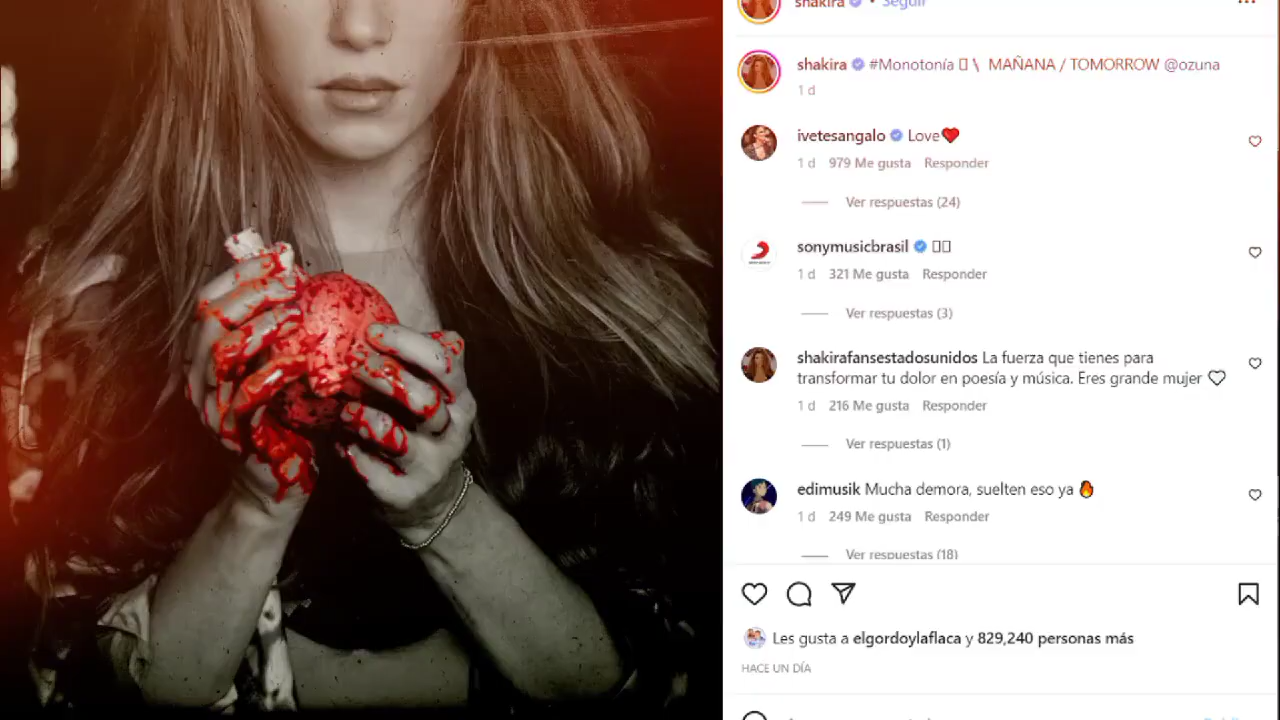 shakira • Seguir
shakira #Monotonía \ MAÑANA / TOMORROW @ozuna
1 d
ivetesangalo Love❤️
1 d 979 Me gusta Responder
Ver respuestas (24)
sonymusicbrasil
1 d 321 Me gusta Responder
Ver respuestas (3)
shakirafansestadosunidos La fuerza que tienes para
transformar tu dolor en poesía y música. Eres grande mujer ♡
1 d 216 Me gusta Responder
Ver respuestas (1)
edimusik Mucha demora, suelten eso ya 🔥
1 d 249 Me gusta Responder
Ver respuestas (18)
Les gusta a elgordoylaflaca y 829,240 personas más
HACE UN DÍA